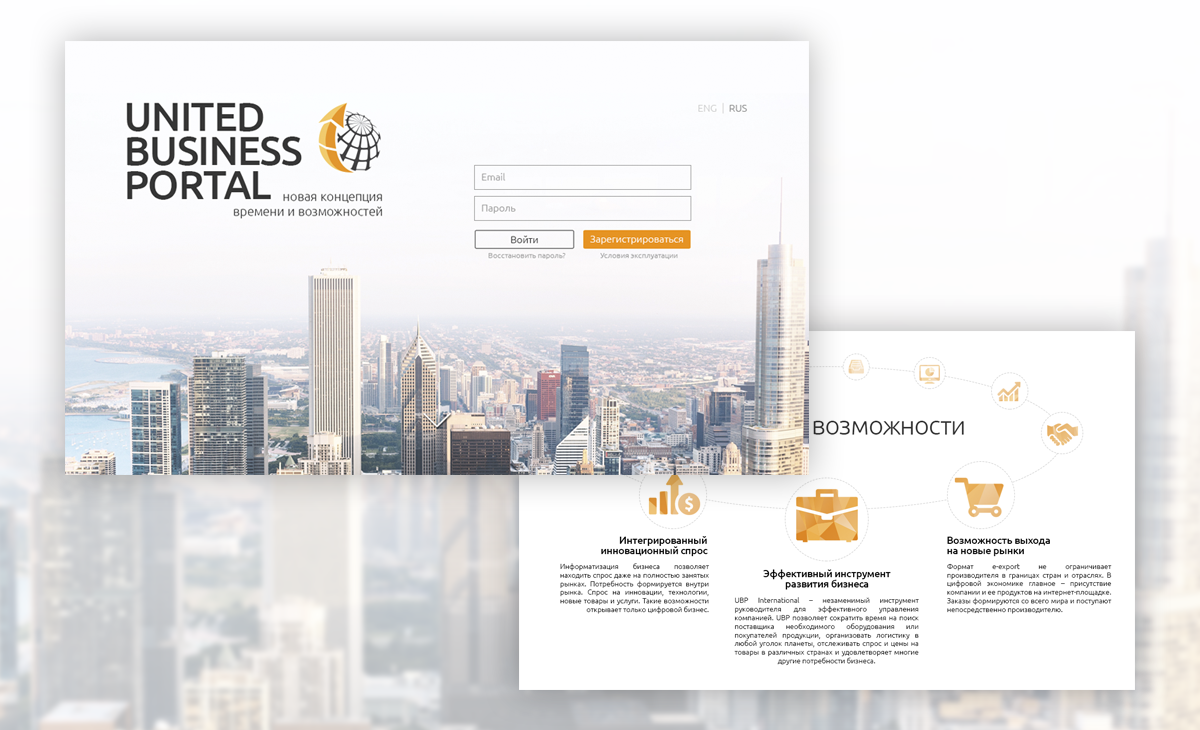 UNITED
BUSINESS
PORTAL
новая концепция
времени и возможностей
ENG | RUS
Email
Пароль
Войти
Зарегистрироваться
Восстановить пароль?
Условия эксплуатации
ВОЗМОЖНОСТИ
Интегрированный
инновационный спрос
Информатизация бизнеса позволяет
находить спрос даже на полностью занятых
рынках. Потребность формируется внутри
рынка. Спрос на инновации, технологии,
новые товары и услуги. Такие возможности
открывает только цифровой бизнес.
Эффективный инструмент
развития бизнеса
UBP International – незаменимый инструмент
руководителя для эффективного управления
компанией. UBP позволяет сократить время на поиск
поставщика необходимого оборудования или
покупателей продукции, организовать логистику в
любой уголок планеты, отслеживать спрос и цены на
товары в различных странах и удовлетворяет многие
другие потребности бизнеса.
Возможность выхода
на новые рынки
Формат e-export не ограничивает
производителя в границах стран и отраслях. В
цифровой экономике главное – присутствие
компании и ее продуктов на интернет-площадке.
Заказы формируются со всего мира и поступают
непосредственно производителю.